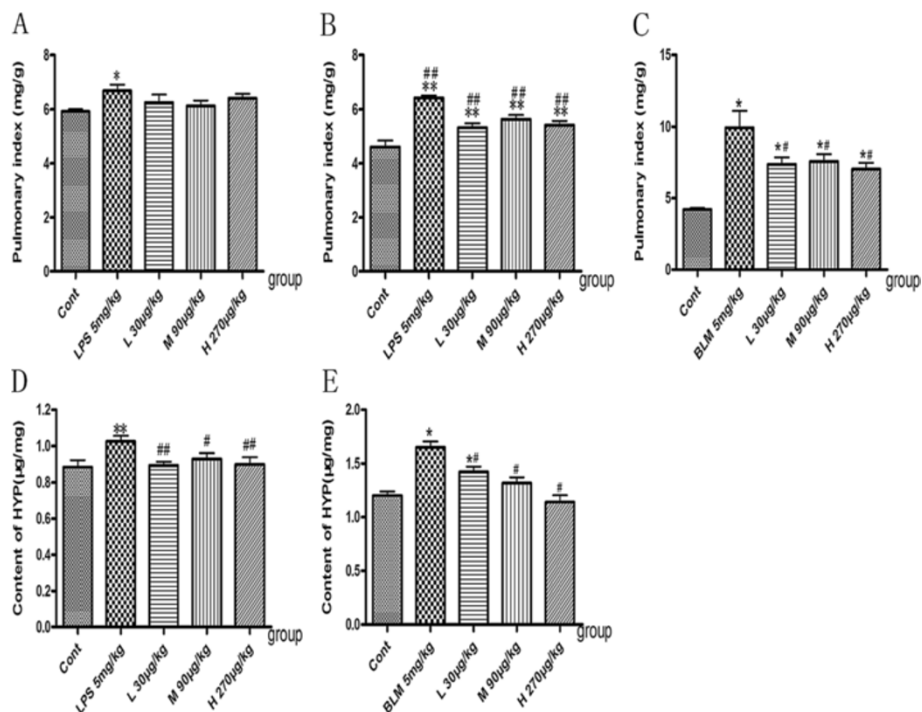 A
Pulmonary index (mg/g)
8
6
4
2
0
*
Cont
LPS 5mg/kg
L 30μg/kg
M 90μg/kg
H 270μg/kg
group
B
Pulmonary index (mg/g)
8
6
4
2
0
## ## ## ##
** ** ** **
Cont
LPS 5mg/kg
L 30μg/kg
M 90μg/kg
H 270μg/kg
group
C
Pulmonary index (mg/g)
15
10
5
0
* *# *# *#
Cont
BLM 5mg/kg
L 30μg/kg
M 90μg/kg
H 270μg/kg
group
D
Content of HYP(μg/mg)
1.2
1.0
0.8
0.6
0.4
0.2
0.0
** ## # ##
Cont
LPS 5mg/kg
L 30μg/kg
M 90μg/kg
H 270μg/kg
group
E
Content of HYP(μg/mg)
2.0
1.5
1.0
0.5
0.0
* *# # #
Cont
BLM 5mg/kg
L 30μg/kg
M 90μg/kg
H 270μg/kg
group